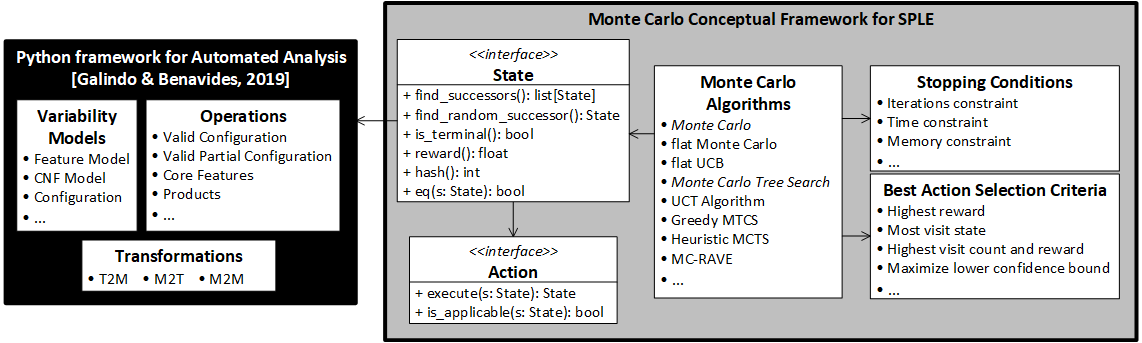 Monte Carlo Conceptual Framework for SPLE
Python framework for Automated Analysis
[Galindo & Benavides, 2019]
Variability
Models
• Feature Model
• CNF Model
• Configuration
• ...
Operations
• Valid Configuration
• Valid Partial Configuration
• Core Features
• Products
• ...
Transformations
• T2M • M2T • M2M
<<interface>>
State
+ find_successors(): list[State]
+ find_random_successor(): State
+ is_terminal(): bool
+ reward(): float
+ hash(): int
+ eq(s: State): bool
<<interface>>
Action
+ execute(s: State): State
+ is_applicable(s: State): bool
Monte Carlo
Algorithms
• Monte Carlo
• flat Monte Carlo
• flat UCB
• Monte Carlo Tree Search
• UCT Algorithm
• Greedy MTCS
• Heuristic MCTS
• MC-RAVE
• ...
Stopping Conditions
• Iterations constraint
• Time constraint
• Memory constraint
• ...
Best Action Selection Criteria
• Highest reward
• Most visit state
• Highest visit count and reward
• Maximize lower confidence bound
• ...